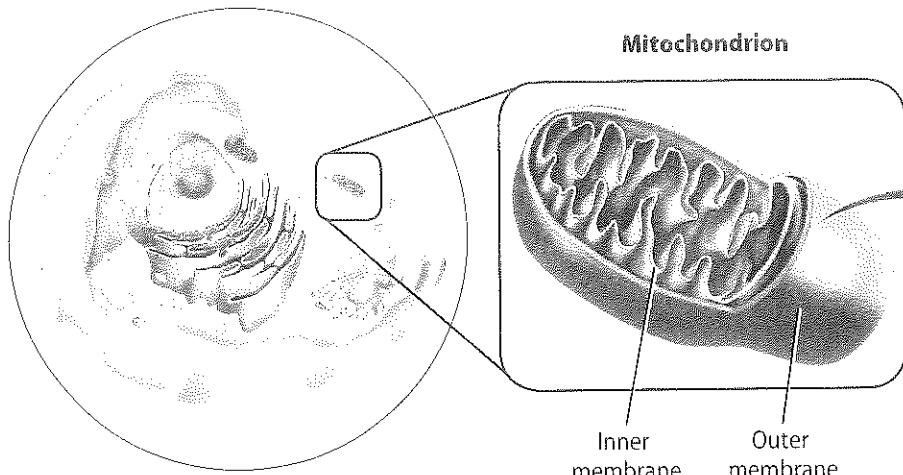 Mitochondrion
Inner
membrane
Outer
membrane